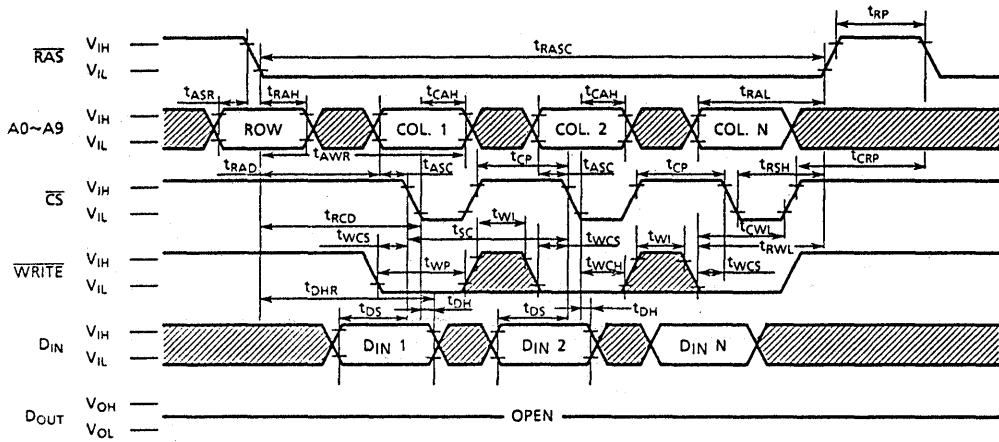 tRP
RAS VIH VIL tRASC
tASR tRAH tCAH tCAH tRAL
A0~A9 VIH VIL ROW COL. 1 COL. 2 COL. N
tAWR tCP tCRP
tRAD tASC tASC tCP tRSH
CS VIH VIL
tRCD tWI tCWL
tWCS tSC tWCS tWI tRWL
WRITE VIH VIL tWP tWCH tWCS
tDHR tDS tDH tDS tDH
DIN VIH VIL DIN 1 DIN 2 DIN N
DOUT VOH VOL OPEN